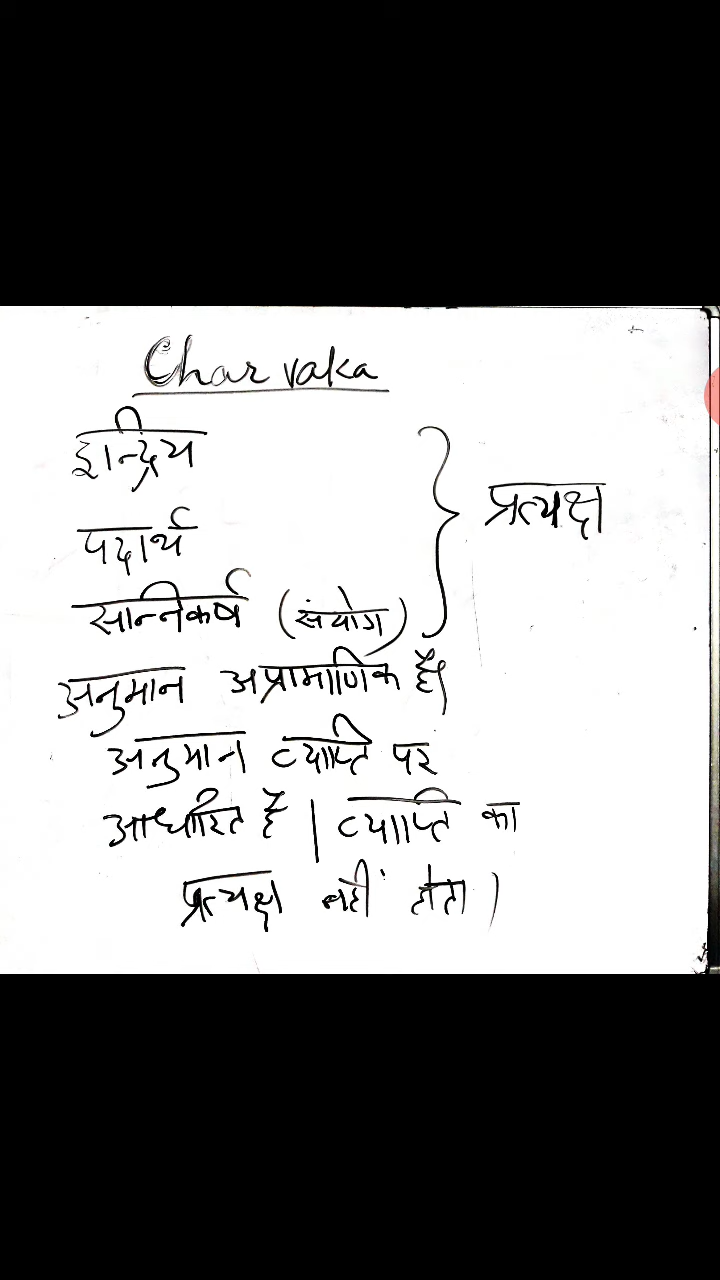 Charvaka
इन्द्रिय
पदार्थ
सन्निकर्ष (संयोग) } प्रत्यक्ष
अनुमान अप्रामाणिक है।
अनुमान व्याप्ति पर
आधारित है | व्याप्ति का
प्रत्यक्ष नहीं होता।